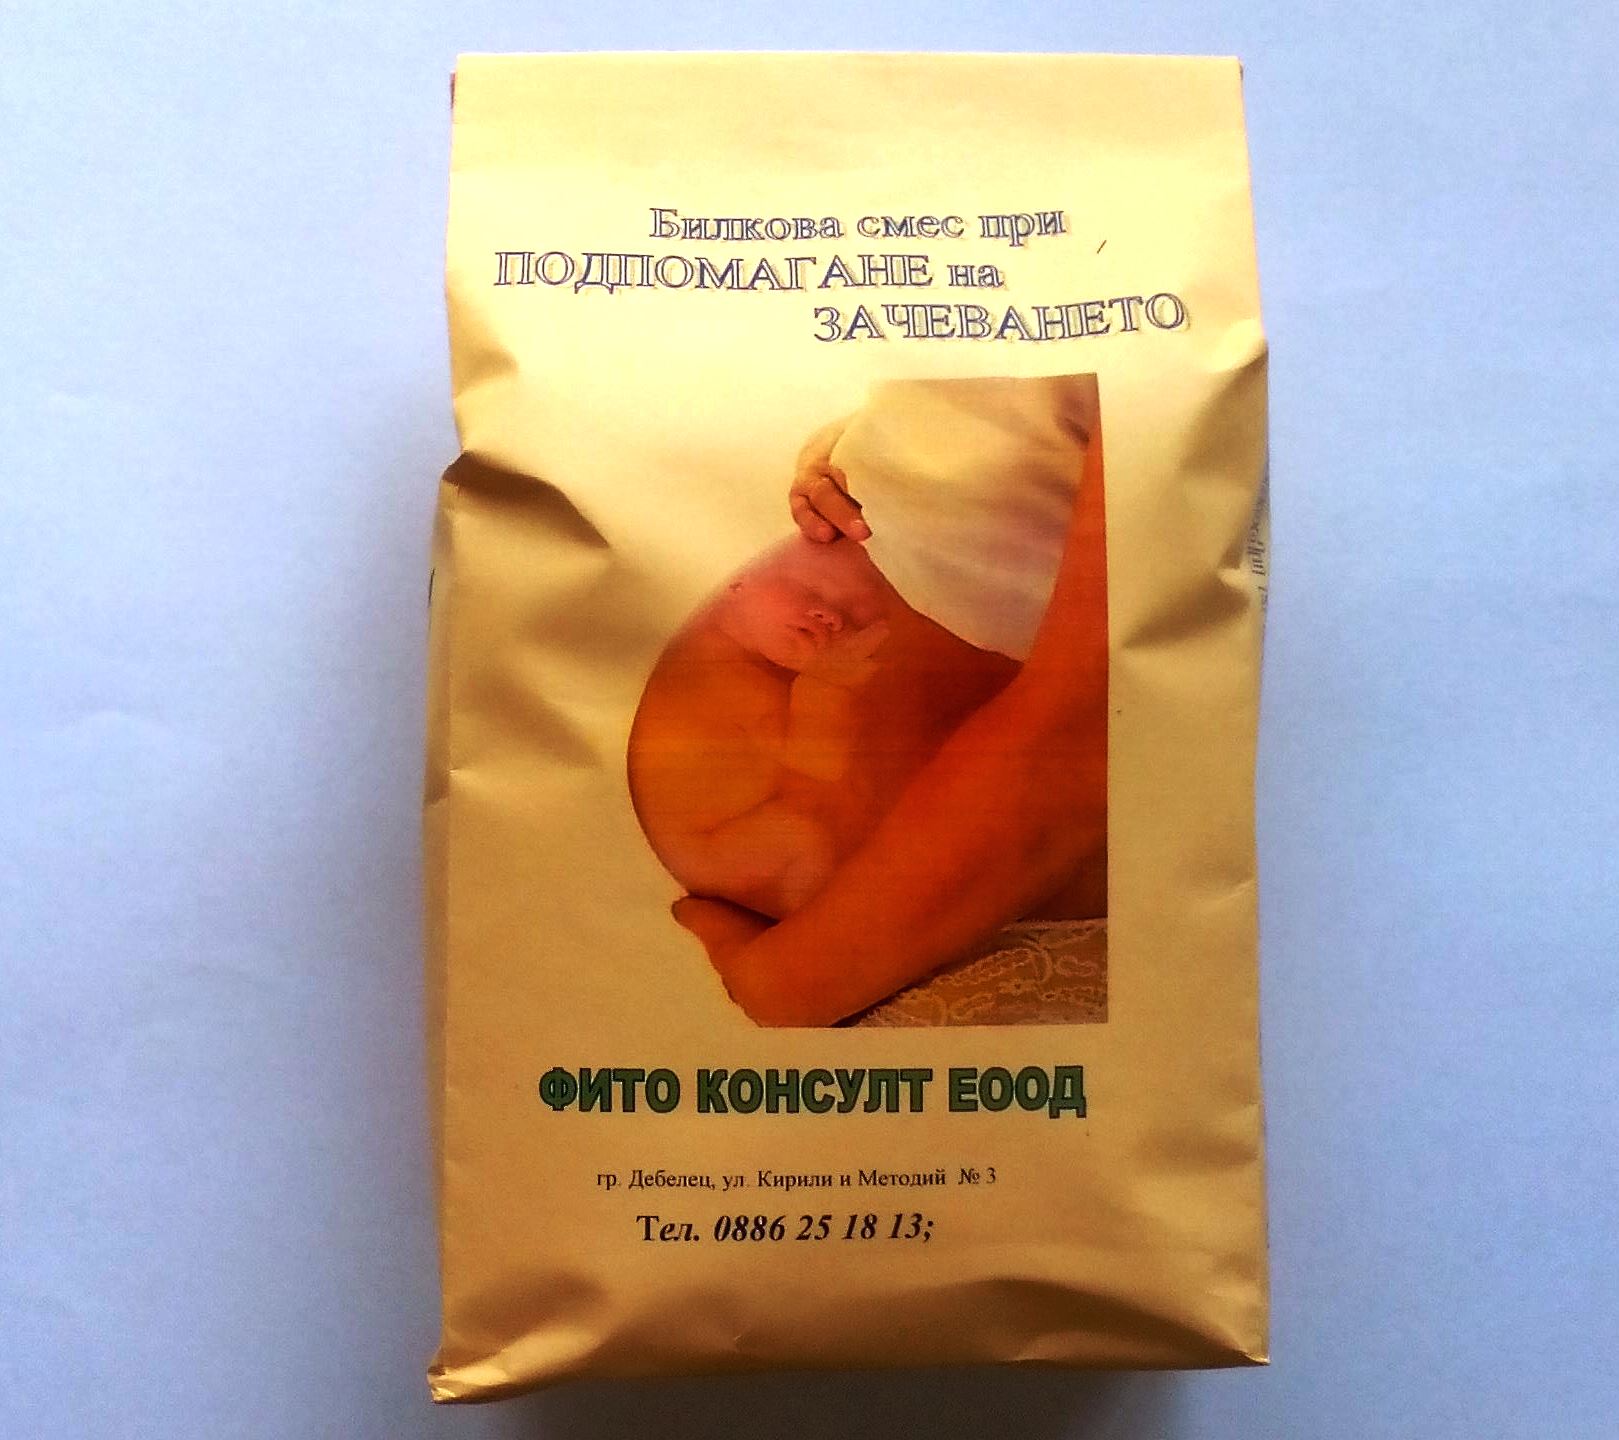 Билкова смес при
ПОДПОМАГАНЕ на
ЗАЧЕВАНЕТО
ФИТО КОНСУЛТ ЕООД
гр. Дебелец, ул. Кирили и Методий № 3
Тел. 0886 25 18 13;